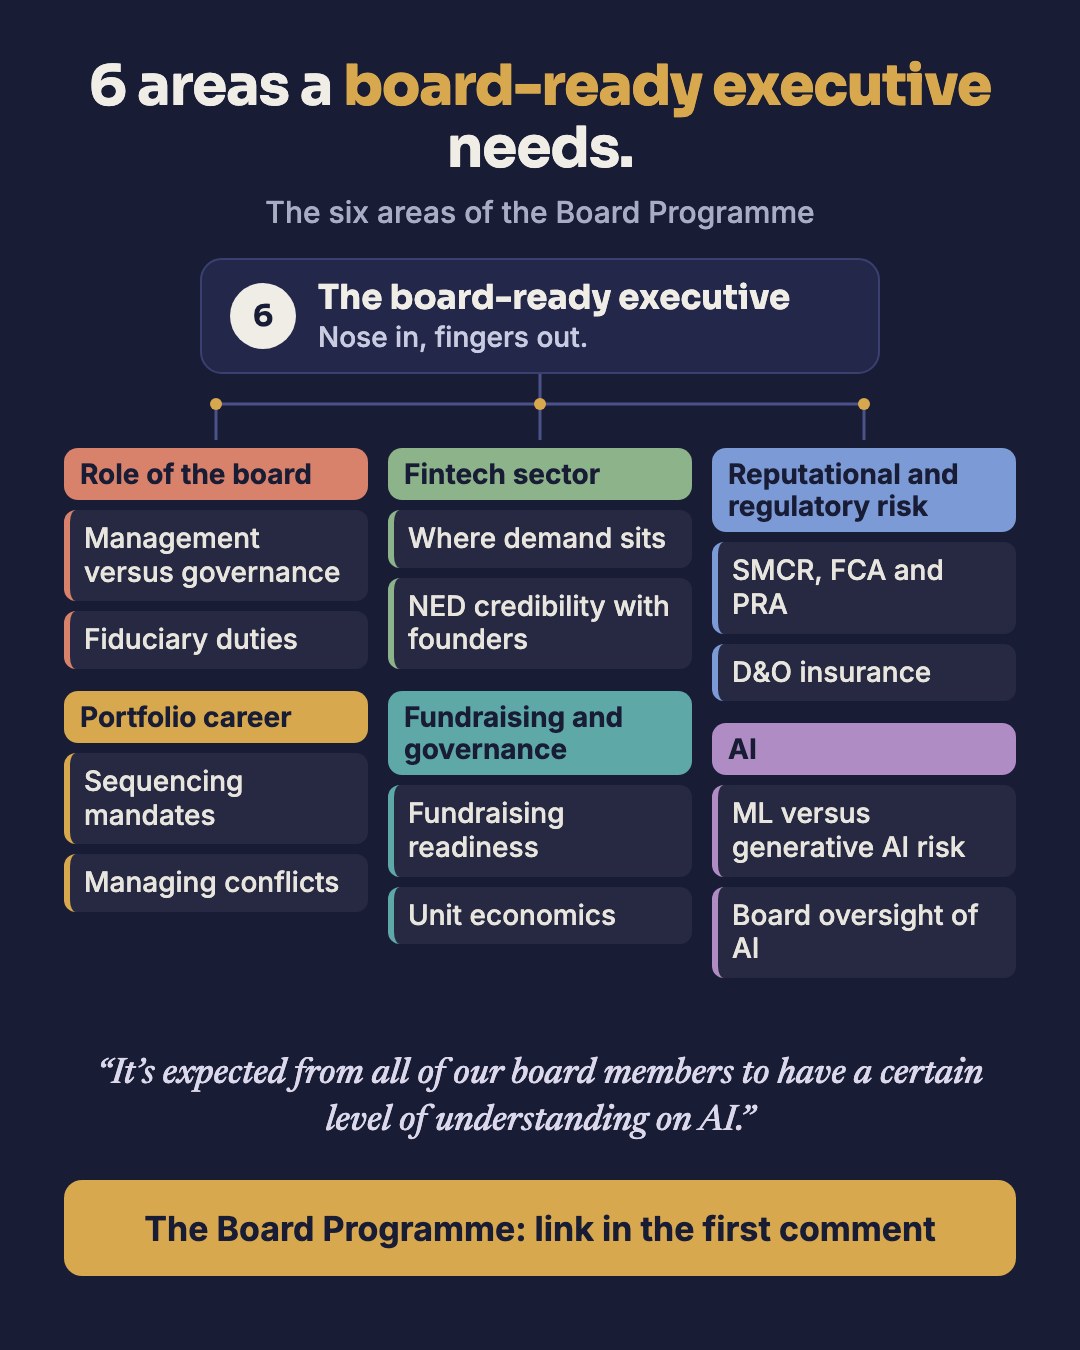 6 areas a board-ready executive
needs.
The six areas of the Board Programme
6
The board-ready executive
Nose in, fingers out.
Role of the board
Management
versus governance
Fiduciary duties
Portfolio career
Sequencing
mandates
Managing conflicts
Fintech sector
Where demand sits
NED credibility with
founders
Fundraising and
governance
Fundraising
readiness
Unit economics
Reputational and
regulatory risk
SMCR, FCA and
PRA
D&O insurance
AI
ML versus
generative AI risk
Board oversight of
AI
“It’s expected from all of our board members to have a certain
level of understanding on AI.”
The Board Programme: link in the first comment